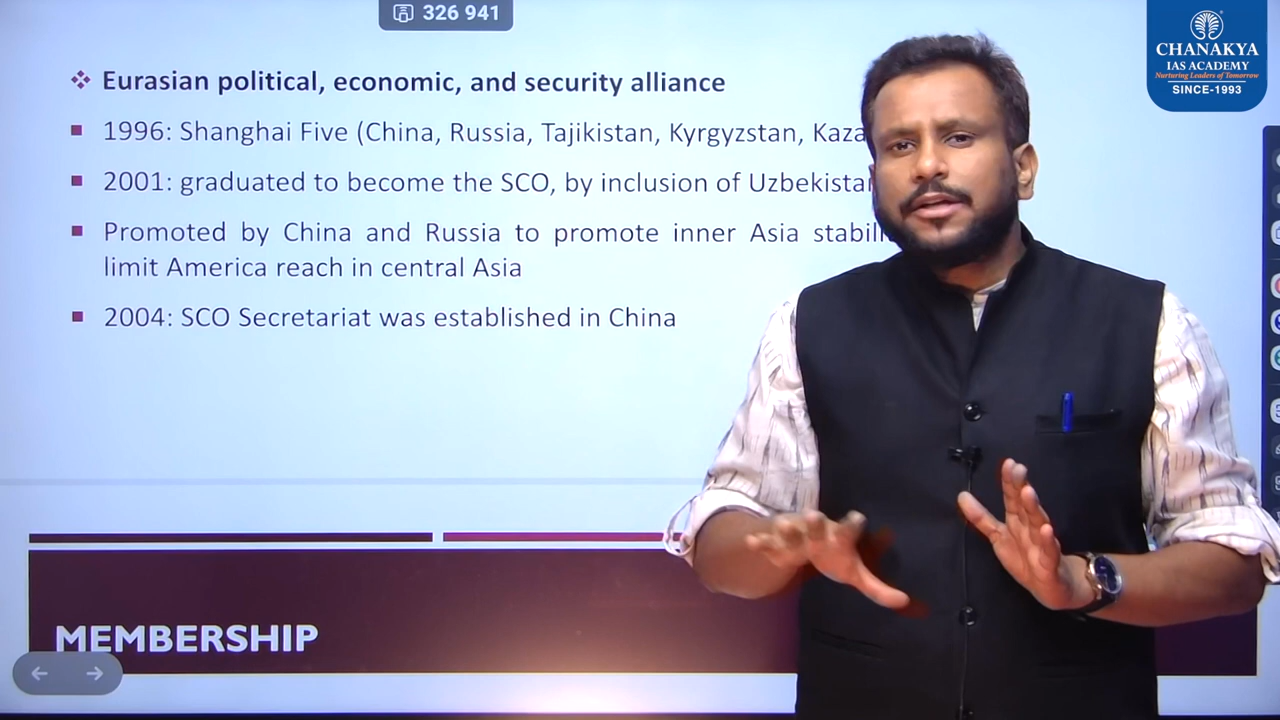 326 941
CHANAKYA
IAS ACADEMY
Nurturing Leaders of Tomorrow
SINCE-1993
❖ Eurasian political, economic, and security alliance
▪ 1996: Shanghai Five (China, Russia, Tajikistan, Kyrgyzstan, Kaza
▪ 2001: graduated to become the SCO, by inclusion of Uzbekistan
▪ Promoted by China and Russia to promote inner Asia stabili
limit America reach in central Asia
▪ 2004: SCO Secretariat was established in China
MEMBERSHIP